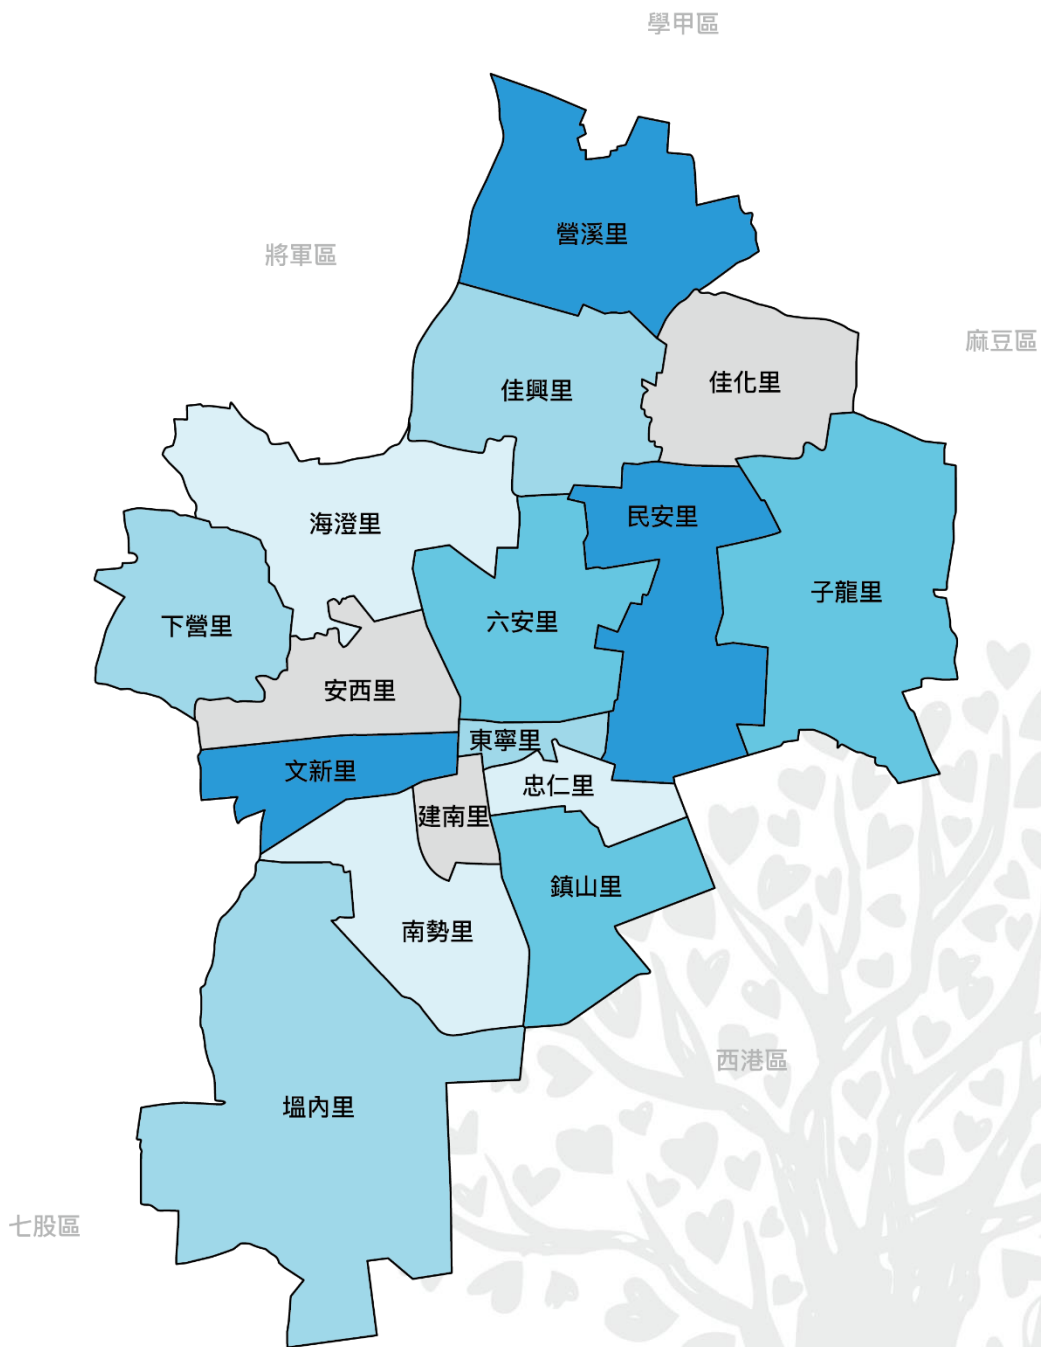 學甲區
營溪里
將軍區
麻豆區
佳化里
佳興里
民安里
海澄里
子龍里
六安里
下營里
安西里
東寧里
文新里
忠仁里
建南里
鎮山里
南勢里
西港區
塭內里
七股區